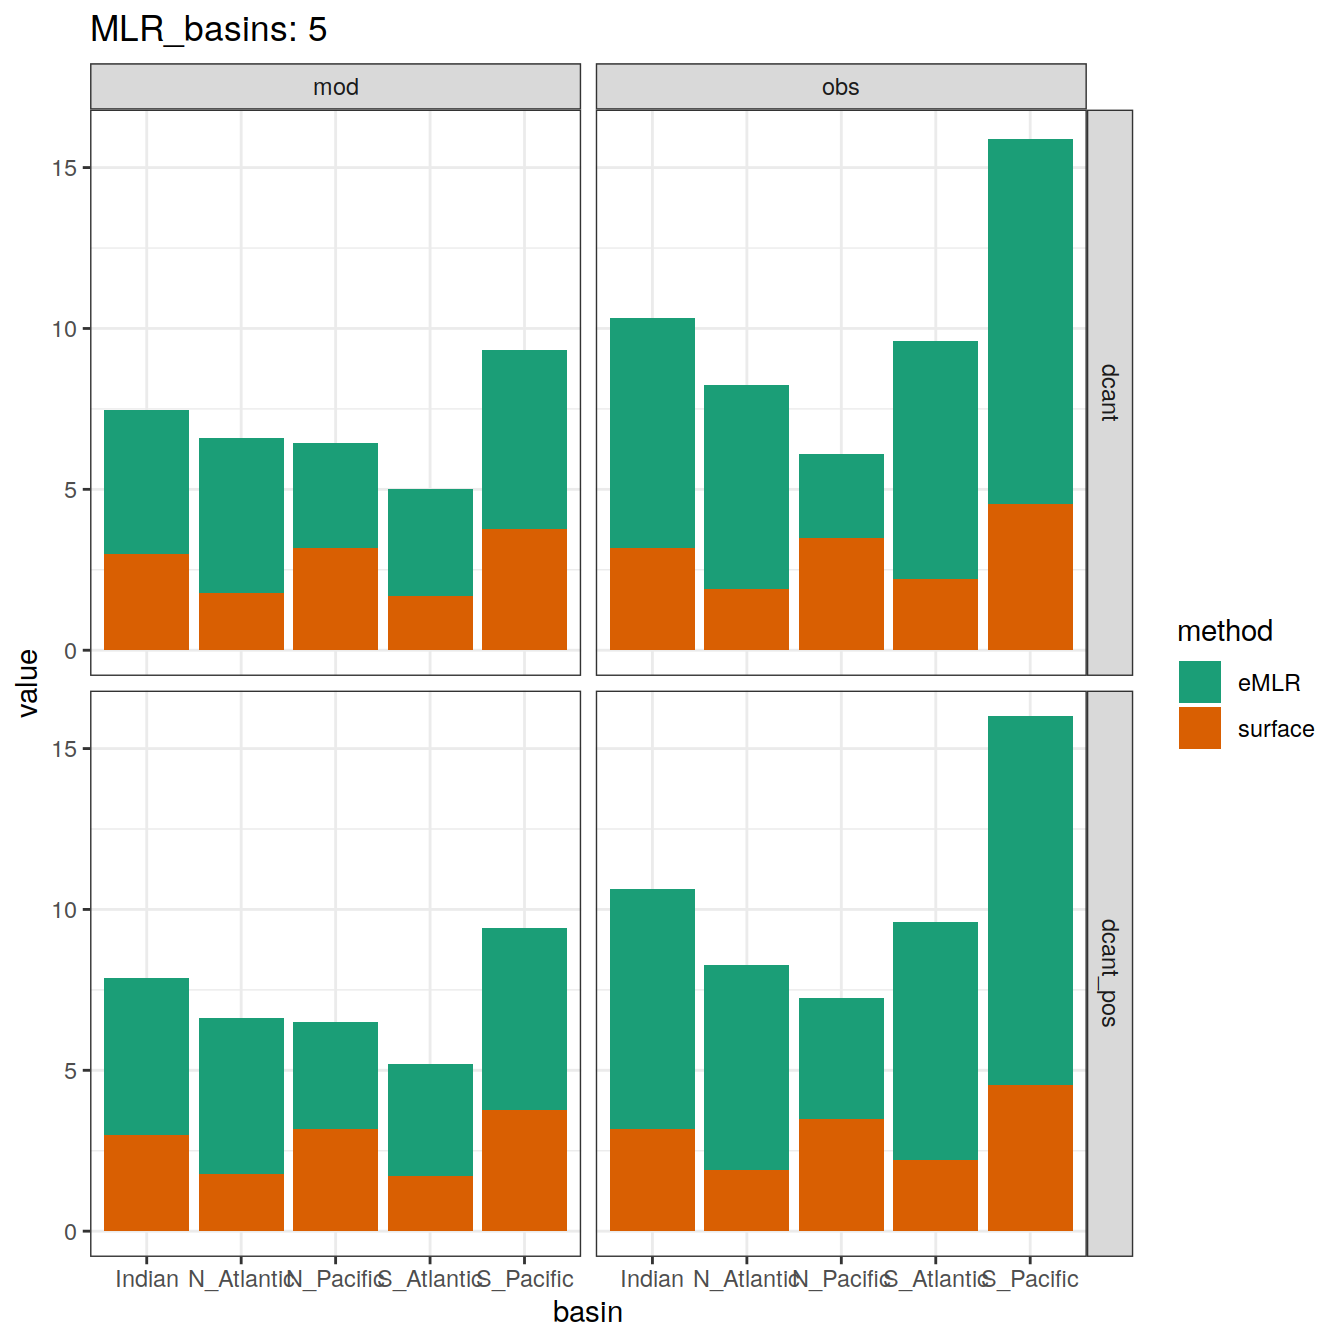 MLR_basins: 5
mod
obs
15
10
5
0
dcant
15
10
5
0
dcant_pos
value
Indian N_Atlantic N_Pacific S_Atlantic S_Pacific
Indian N_Atlantic N_Pacific S_Atlantic S_Pacific
basin
method
eMLR
surface